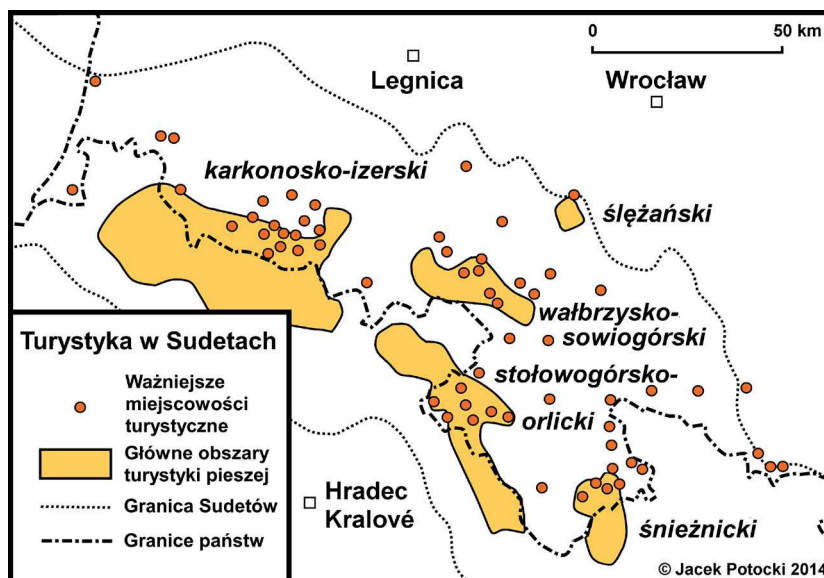 0 50 km
Legnica
Wrocław
karkonosko-izerski
ślężański
wałbrzysko-
sowiogórski
stołowogórsko-
orlicki
Hradec
Kralové
śnieżnicki
Turystyka w Sudetach
Ważniejsze
miejscowości
turystyczne
Główne obszary
turystyki pieszej
Granica Sudetów
Granice państw
© Jacek Potocki 2014